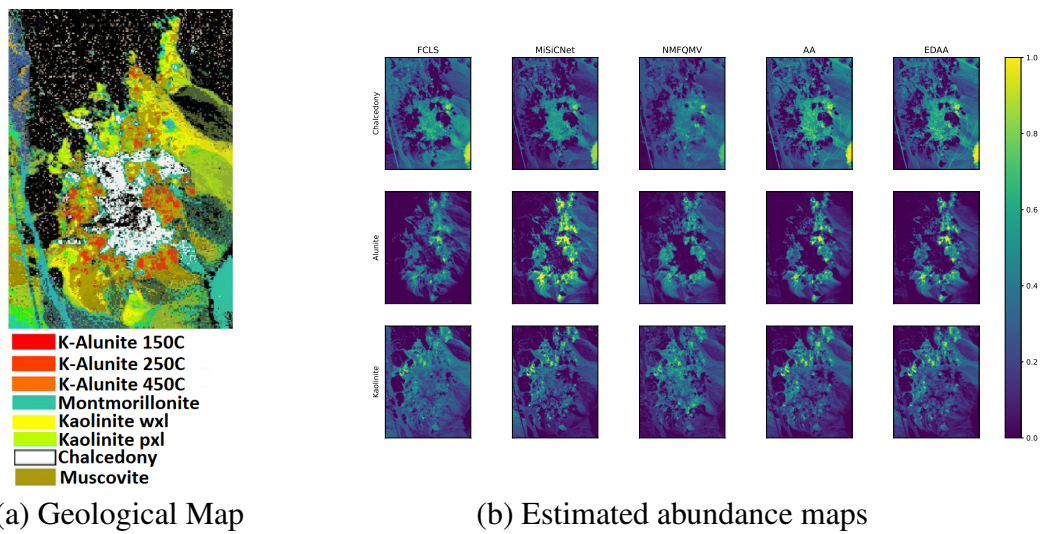 K-Alunite 150C
K-Alunite 250C
K-Alunite 450C
Montmorillonite
Kaolinite wxl
Kaolinite pxl
Chalcedony
Muscovite
(a) Geological Map
FCLS MiSiCNet NMFQMV AA EDAA
Chalcedony
Alunite
Kaolinite
1.0
0.8
0.6
0.4
0.2
0.0
(b) Estimated abundance maps